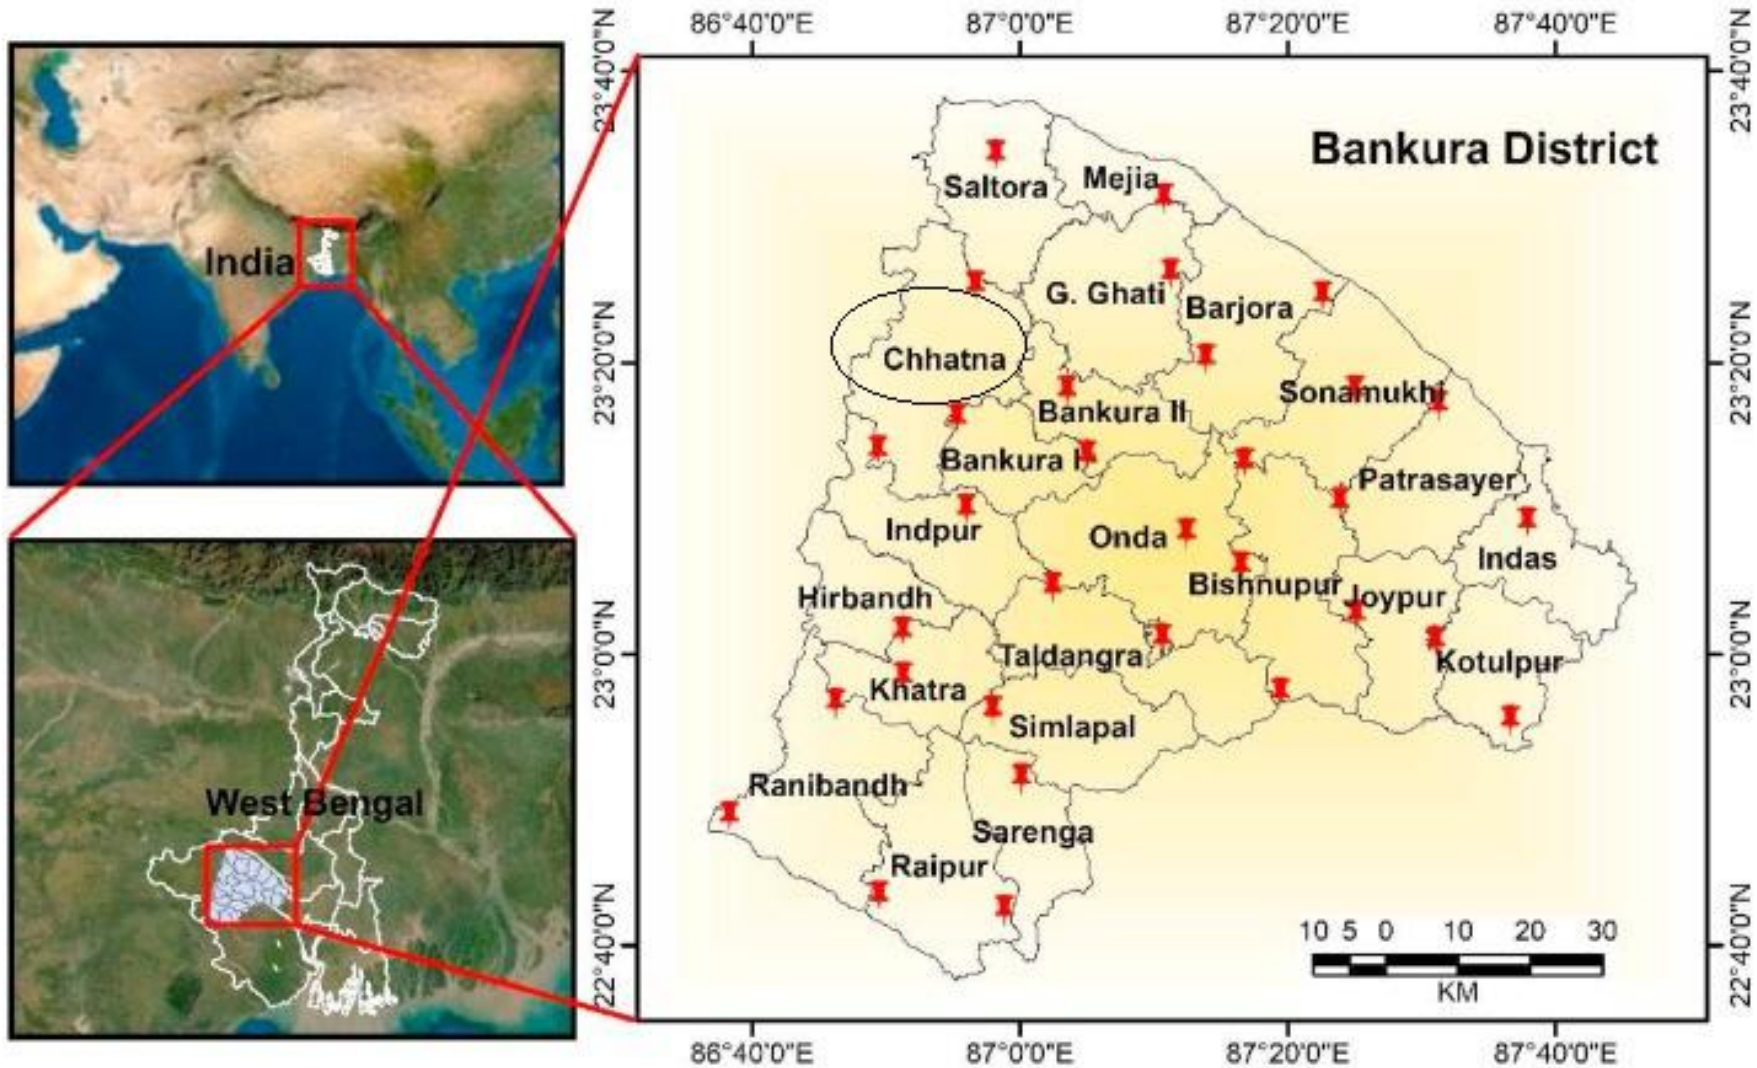 86°40'0"E 87°0'0"E 87°20'0"E 87°40'0"E
23°40'0"N
23°40'0"N
Bankura District
Saltora
Mejia
India
G. Ghati
Barjora
23°20'0"N
23°20'0"N
Chhatna
Sonamukhi
Bankura II
Bankura I
Patrasayer
Indpur
Onda
Indas
Bishnupur
Joypur
Hirbandh
23°0'0"N
23°0'0"N
Taldangra
Kotulpur
Khatra
Simlapal
Ranibandh
West Bengal
Sarenga
Raipur
22°40'0"N
22°40'0"N
10 5 0 10 20 30
KM
86°40'0"E 87°0'0"E 87°20'0"E 87°40'0"E